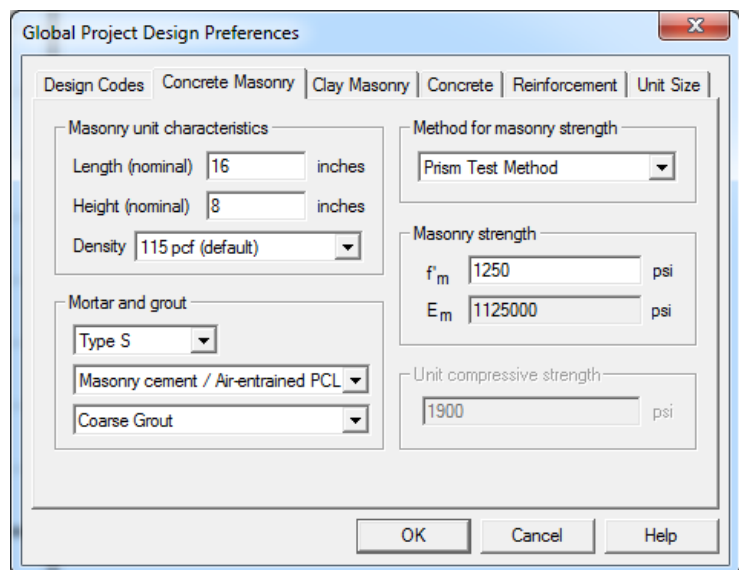 Global Project Design Preferences
X
Design Codes Concrete Masonry Clay Masonry Concrete Reinforcement Unit Size
Masonry unit characteristics
Length (nominal) 16 inches
Height (nominal) 8 inches
Density 115 pcf (default)
Mortar and grout
Type S
Masonry cement / Air-entrained PCL
Coarse Grout
Method for masonry strength
Prism Test Method
Masonry strength
f'm 1250 psi
Em 1125000 psi
Unit compressive strength
1900 psi
OK Cancel Help